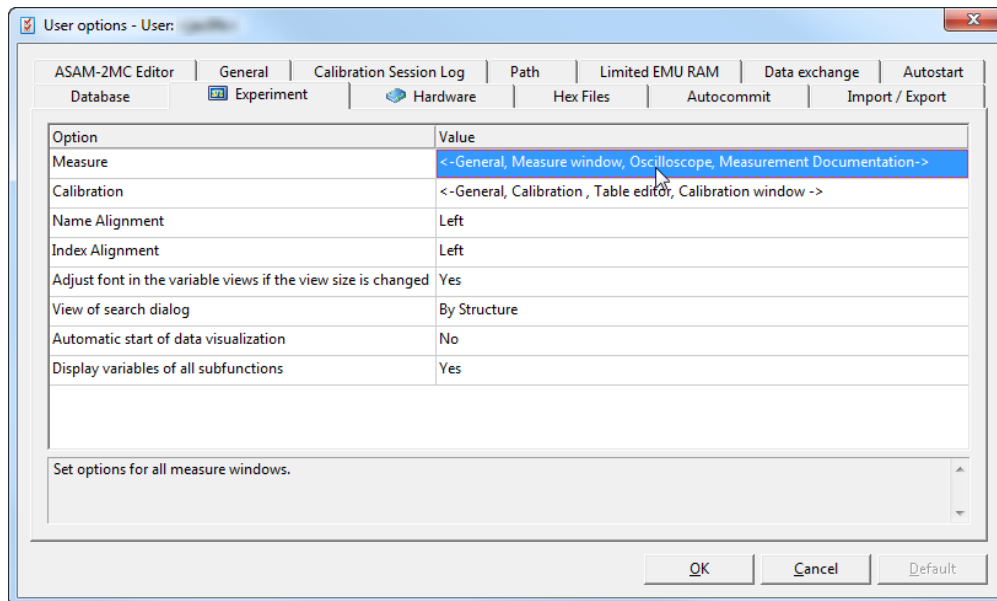 User options - User:
ASAM-2MC Editor General Calibration Session Log Path Limited EMU RAM Data exchange Autostart
Database Experiment Hardware Hex Files Autocommit Import / Export
Option Value
Measure <-General, Measure window, Oscilloscope, Measurement Documentation->
Calibration <-General, Calibration , Table editor, Calibration window ->
Name Alignment Left
Index Alignment Left
Adjust font in the variable views if the view size is changed Yes
View of search dialog By Structure
Automatic start of data visualization No
Display variables of all subfunctions Yes
Set options for all measure windows.
OK Cancel Default